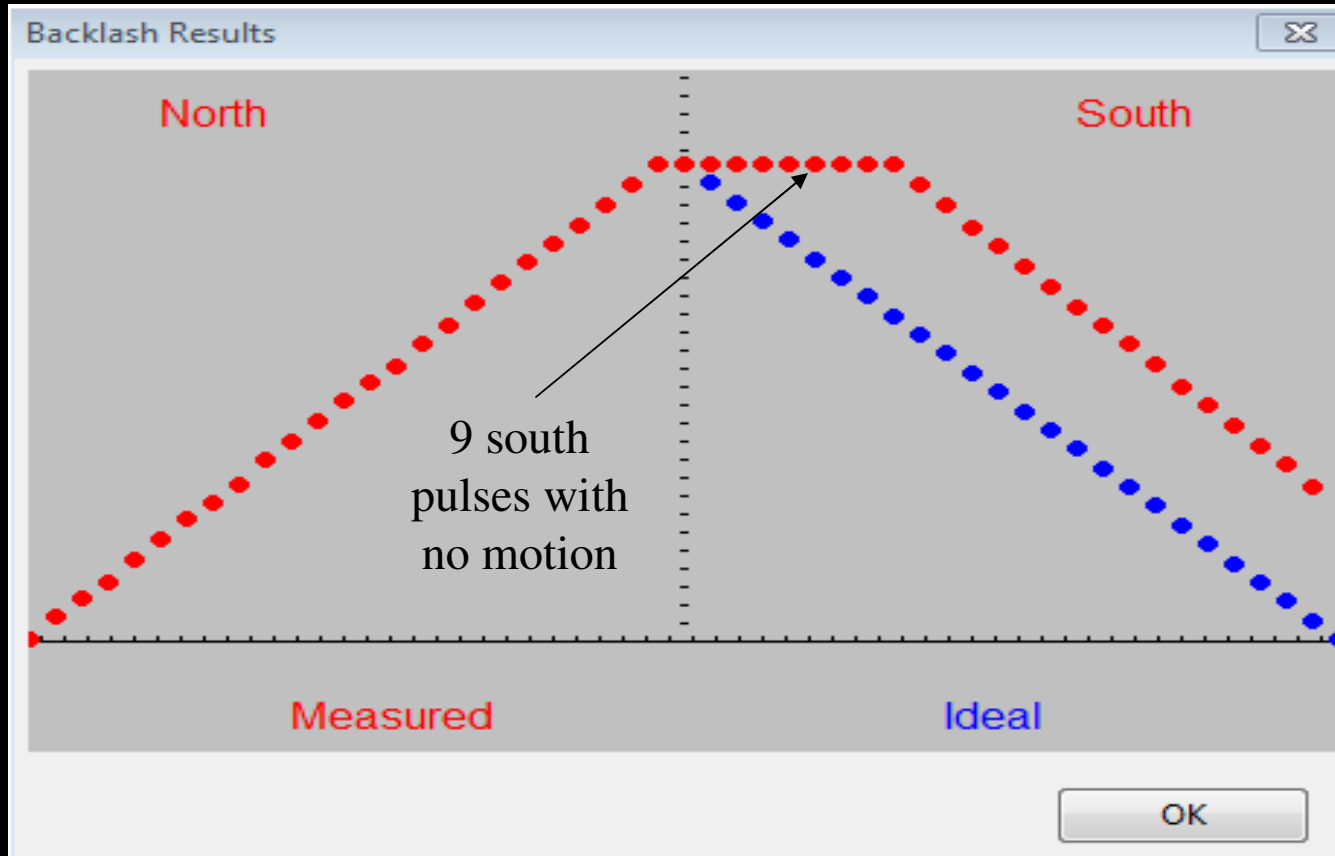 Backlash Results
North
South
9 south
pulses with
no motion
Measured
Ideal
OK